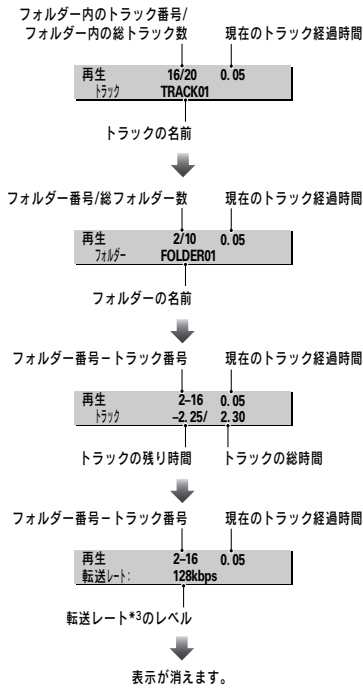 フォルダー内のトラック番号/
フォルダー内の総トラック数 現在のトラック経過時間
再生 16/20 0. 05
トラック TRACK01
トラックの名前
フォルダー番号/総フォルダー数 現在のトラック経過時間
再生 2/10 0. 05
フォルダー FOLDER01
フォルダーの名前
フォルダー番号−トラック番号 現在のトラック経過時間
再生 2–16 0. 05
トラック –2. 25/ 2. 30
トラックの残り時間 トラックの総時間
フォルダー番号−トラック番号 現在のトラック経過時間
再生 2–16 0. 05
転送レート: 128kbps
転送レート*3のレベル
表示が消えます。